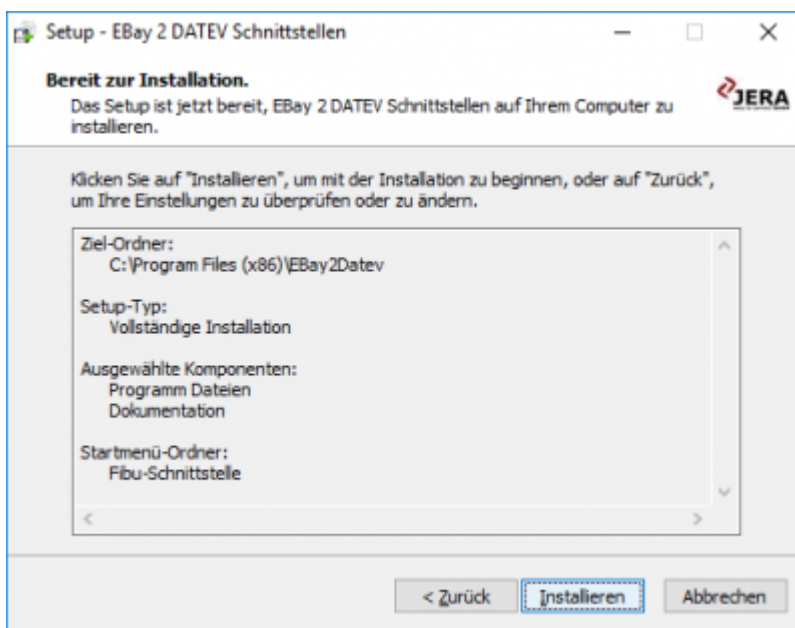 Setup - EBay 2 DATEV Schnittstellen
Bereit zur Installation.
Das Setup ist jetzt bereit, EBay 2 DATEV Schnittstellen auf Ihrem Computer zu
installieren.
JERA
Klicken Sie auf "Installieren", um mit der Installation zu beginnen, oder auf "Zurück",
um Ihre Einstellungen zu überprüfen oder zu ändern.
Ziel-Ordner:
C:\Program Files (x86)\EBay2Datev
Setup-Typ:
Vollständige Installation
Ausgewählte Komponenten:
Programm Dateien
Dokumentation
Startmenü-Ordner:
Fibu-Schnittstelle
< Zurück
Installieren
Abbrechen